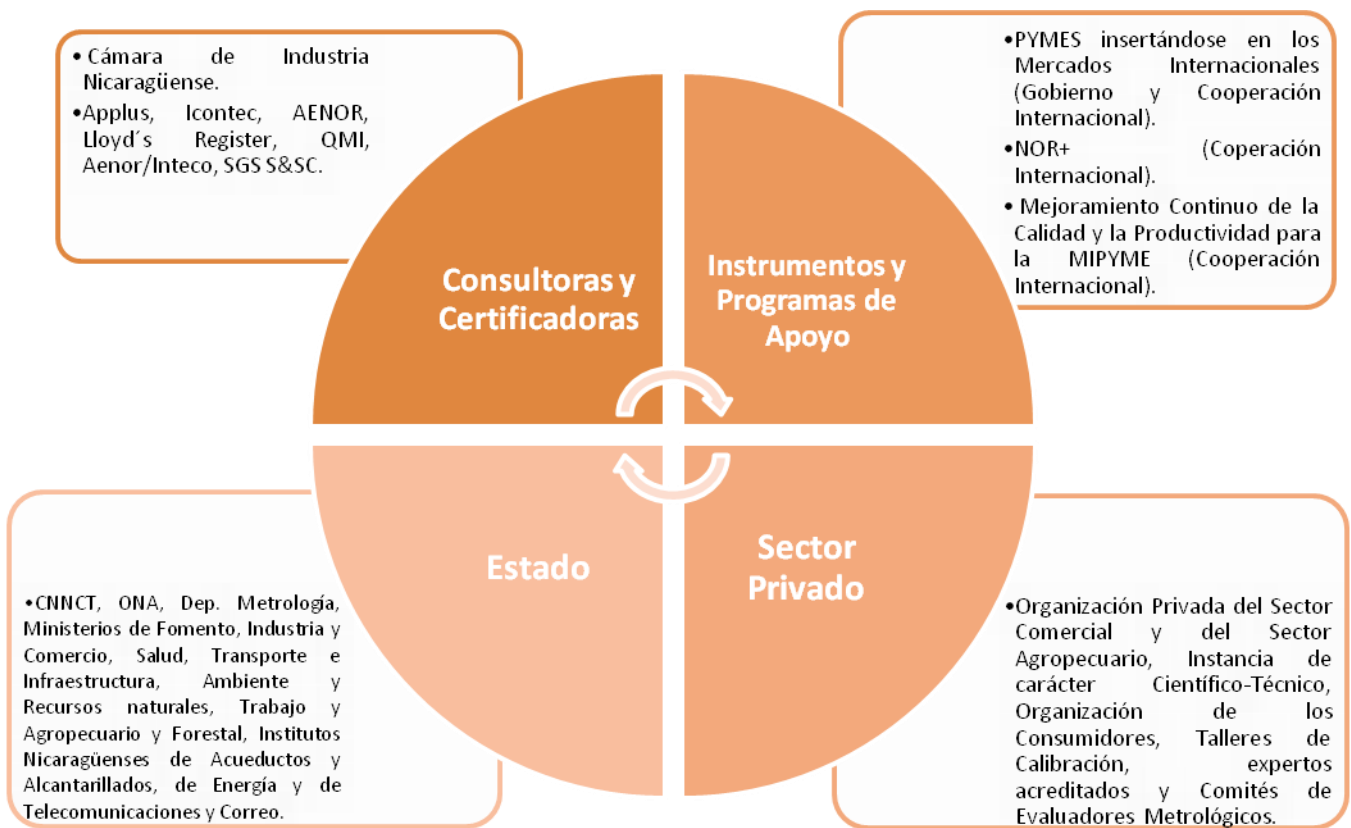 • Cámara de Industria
Nicaragüense.
•Applus, Icontec, AENOR,
Lloyd´s Register, QMI,
Aenor/Inteco, SGS S&SC.
•PYMES insertándose en los
Mercados Internacionales
(Gobierno y Cooperación
Internacional).
•NOR+ (Coperación
Internacional).
• Mejoramiento Continuo de la
Calidad y la Productividad para
la MIPYME (Cooperación
Internacional).
Consultoras y
Certificadoras
Instrumentos y
Programas de
Apoyo
Estado
Sector
Privado
•CNNCT, ONA, Dep. Metrología,
Ministerios de Fomento, Industria y
Comercio, Salud, Transporte e
Infraestructura, Ambiente y
Recursos naturales, Trabajo y
Agropecuario y Forestal, Institutos
Nicaragüenses de Acueductos y
Alcantarillados, de Energía y de
Telecomunicaciones y Correo.
•Organización Privada del Sector
Comercial y del Sector
Agropecuario, Instancia de
carácter Científico-Técnico,
Organización de los
Consumidores, Talleres de
Calibración, expertos
acreditados y Comités de
Evaluadores Metrológicos.